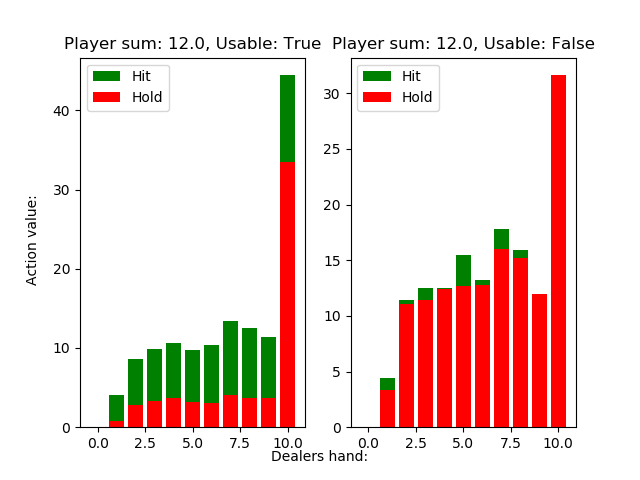 Player sum: 12.0, Usable: True
Player sum: 12.0, Usable: False
Hit
Hold
Hit
Hold
Action value:
40
30
20
10
0
30
25
20
15
10
5
0
0.0 2.5 5.0 7.5 10.0
0.0 2.5 5.0 7.5 10.0
Dealers hand: